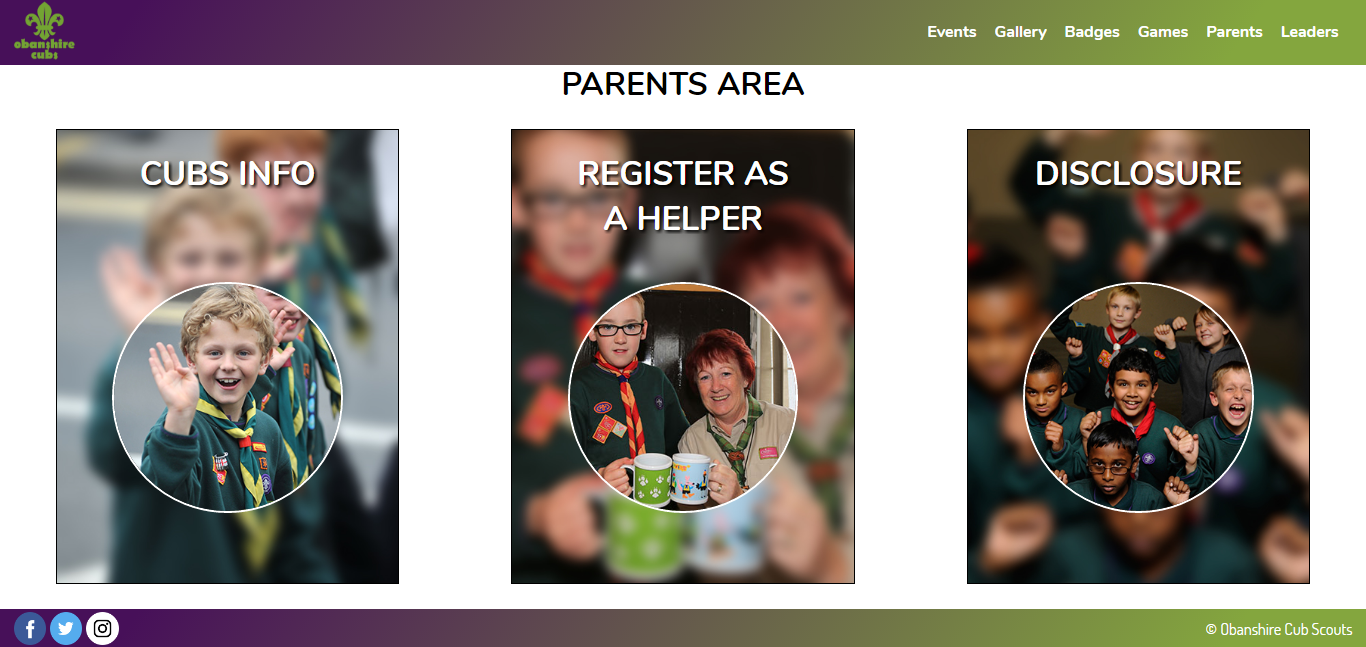 obanshire
cubs
Events Gallery Badges Games Parents Leaders
PARENTS AREA
CUBS INFO
REGISTER AS
A HELPER
DISCLOSURE
© Obanshire Cub Scouts